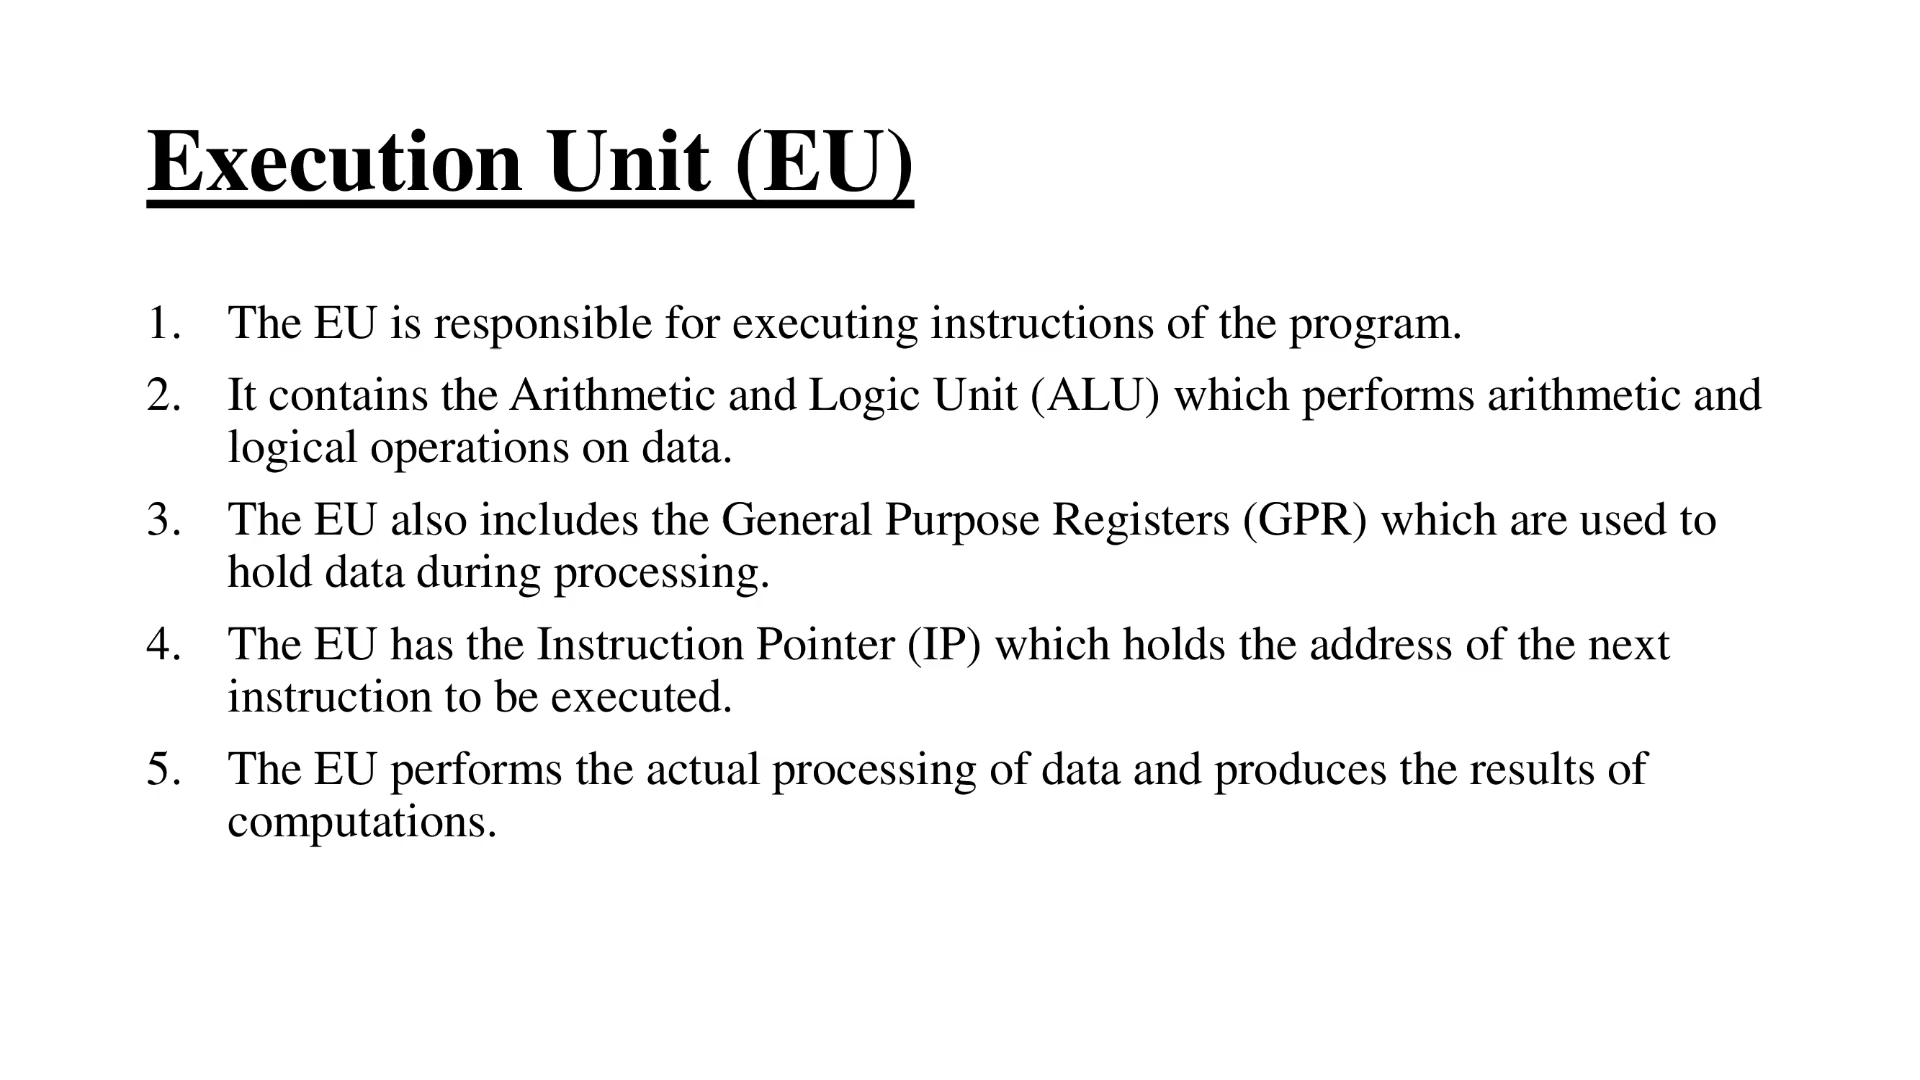 Execution Unit (EU)
1. The EU is responsible for executing instructions of the program.
2. It contains the Arithmetic and Logic Unit (ALU) which performs arithmetic and
logical operations on data.
3. The EU also includes the General Purpose Registers (GPR) which are used to
hold data during processing.
4. The EU has the Instruction Pointer (IP) which holds the address of the next
instruction to be executed.
5. The EU performs the actual processing of data and produces the results of
computations.